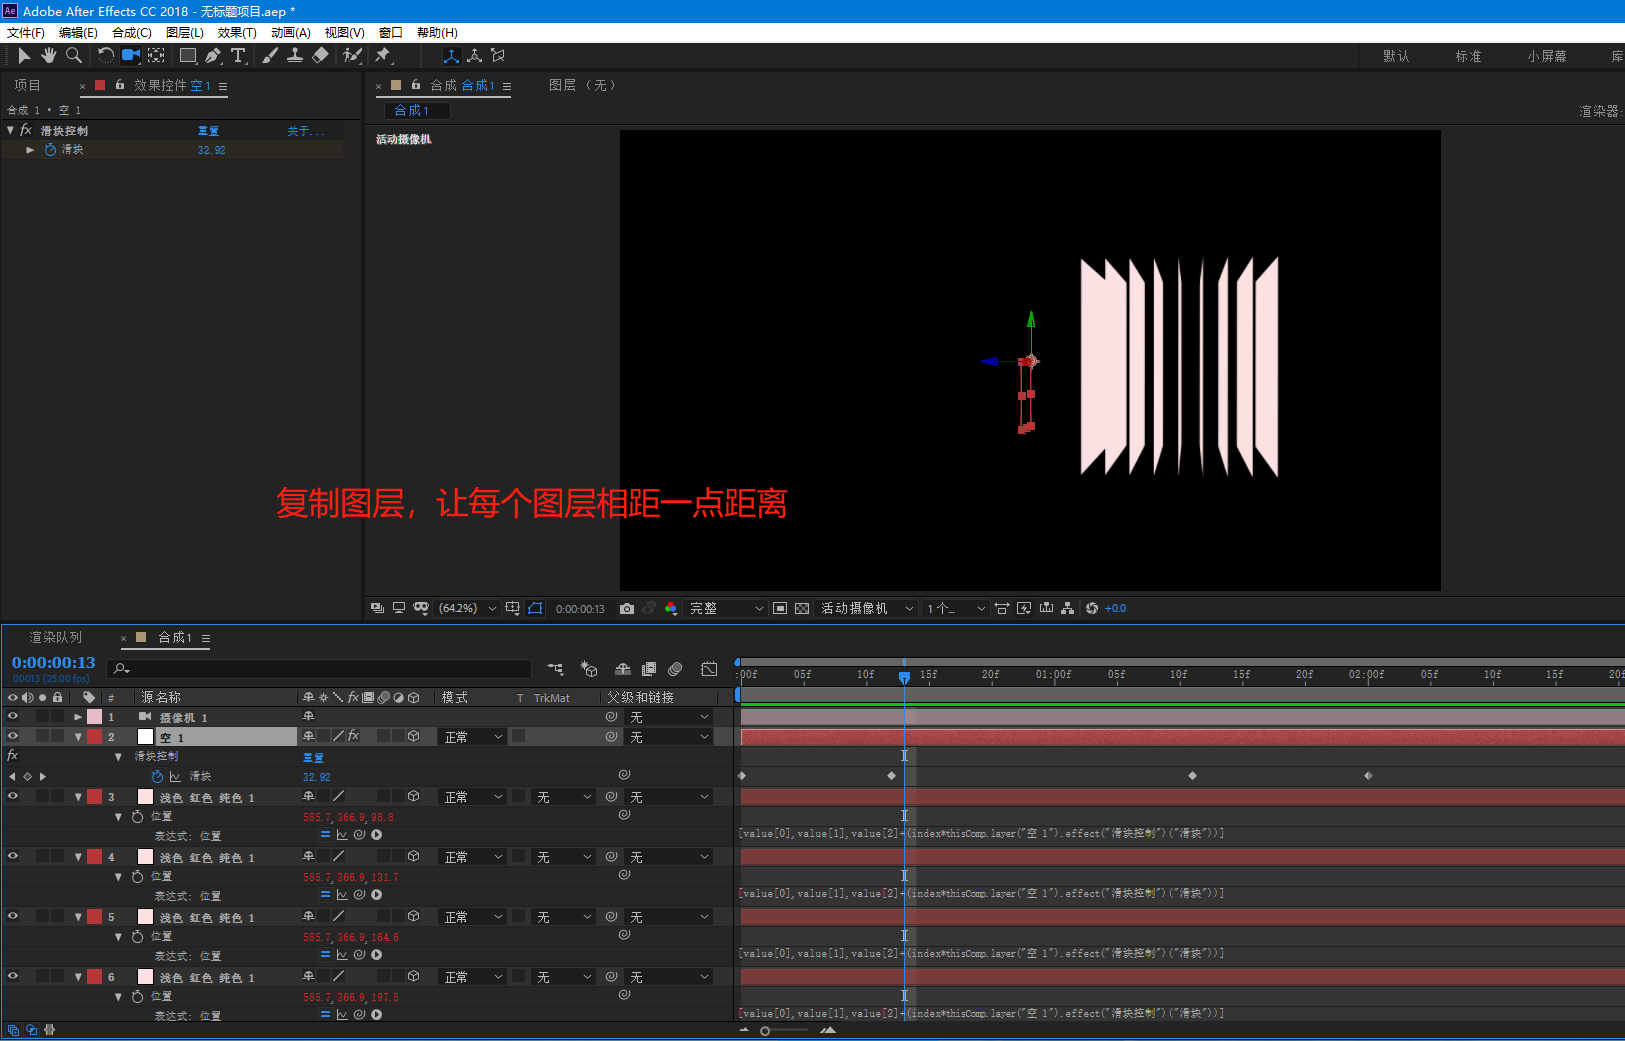 Ae Adobe After Effects CC 2018 - 无标题项目.aep *
文件(F) 编辑(E) 合成(C) 图层(L) 效果(T) 动画(A) 视图(V) 窗口 帮助(H)
默认 标准 小屏幕 库
项目 × 效果控件 空 1 ≡
× 合成 合成1 ≡ 图层 （无）
合成 1 • 空 1
合成1
渲染器:
fx 滑块控制 重置 关于...
滑块 32.92
活动摄像机
复制图层，让每个图层相距一点距离
(64.2%) 0:00:00:13 完整 活动摄像机 1个... +0.0
渲染队列 × 合成1 ≡
0:00:00:13
00013 (25.00 fps)
:00f 05f 10f 15f 20f 01:00f 05f 10f 15f 20f 02:00f 05f 10f 15f 20f
# 源名称 fx 模式 T TrkMat 父级和链接
1 摄像机 1 无
2 空 1 fx 正常 无
fx 滑块控制 重置
滑块 32.92
3 浅色 红色 纯色 1 正常 无 无
位置 585.7,366.9,98.8
表达式: 位置 [value[0],value[1],value[2]+(index*thisComp.layer("空 1").effect("滑块控制")("滑块"))]
4 浅色 红色 纯色 1 正常 无 无
位置 585.7,366.9,131.7
表达式: 位置 [value[0],value[1],value[2]+(index*thisComp.layer("空 1").effect("滑块控制")("滑块"))]
5 浅色 红色 纯色 1 正常 无 无
位置 585.7,366.9,164.6
表达式: 位置 [value[0],value[1],value[2]+(index*thisComp.layer("空 1").effect("滑块控制")("滑块"))]
6 浅色 红色 纯色 1 正常 无 无
位置 585.7,366.9,197.5
表达式: 位置 [value[0],value[1],value[2]+(index*thisComp.layer("空 1").effect("滑块控制")("滑块"))]